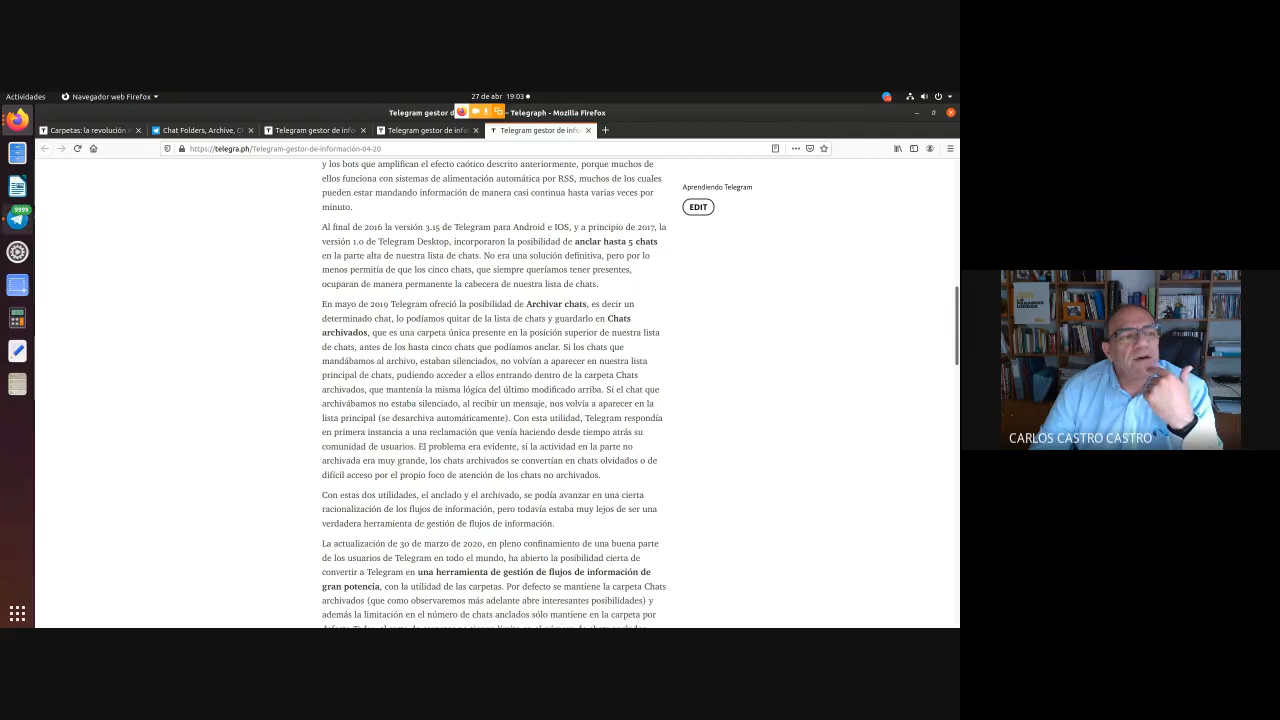 Actividades
Navegador web Firefox
27 de abr 19:03
Telegram gestor d
– Telegraph - Mozilla Firefox
Carpetas: la revolución
Chat Folders, Archive, C
Telegram gestor de info
Telegram gestor de info
Telegram gestor de info
https://telegra.ph/Telegram-gestor-de-información-04-20
y los bots que amplifican el efecto caótico descrito anteriormente, porque muchos de
ellos funciona con sistemas de alimentación automática por RSS, muchos de los cuales
pueden estar mandando información de manera casi continua hasta varias veces por
minuto.
Al final de 2016 la versión 3.15 de Telegram para Android e IOS, y a principio de 2017, la
versión 1.0 de Telegram Desktop, incorporaron la posibilidad de anclar hasta 5 chats
en la parte alta de nuestra lista de chats. No era una solución definitiva, pero por lo
menos permitía de que los cinco chats, que siempre queríamos tener presentes,
ocuparan de manera permanente la cabecera de nuestra lista de chats.
En mayo de 2019 Telegram ofreció la posibilidad de Archivar chats, es decir un
determinado chat, lo podíamos quitar de la lista de chats y guardarlo en Chats
archivados, que es una carpeta única presente en la posición superior de nuestra lista
de chats, antes de los hasta cinco chats que podíamos anclar. Si los chats que
mandábamos al archivo, estaban silenciados, no volvían a aparecer en nuestra lista
principal de chats, pudiendo acceder a ellos entrando dentro de la carpeta Chats
archivados, que mantenía la misma lógica del último modificado arriba. Si el chat que
archivábamos no estaba silenciado, al recibir un mensaje, nos volvía a aparecer en la
lista principal (se desarchiva automáticamente). Con esta utilidad, Telegram respondía
en primera instancia a una reclamación que venía haciendo desde tiempo atrás su
comunidad de usuarios. El problema era evidente, si la actividad en la parte no
archivada era muy grande, los chats archivados se convertían en chats olvidados o de
difícil acceso por el propio foco de atención de los chats no archivados.
Con estas dos utilidades, el anclado y el archivado, se podía avanzar en una cierta
racionalización de los flujos de información, pero todavía estaba muy lejos de ser una
verdadera herramienta de gestión de flujos de información.
La actualización de 30 de marzo de 2020, en pleno confinamiento de una buena parte
de los usuarios de Telegram en todo el mundo, ha abierto la posibilidad cierta de
convertir a Telegram en una herramienta de gestión de flujos de información de
gran potencia, con la utilidad de las carpetas. Por defecto se mantiene la carpeta Chats
archivados (que como observaremos más adelante abre interesantes posibilidades) y
además la limitación en el número de chats anclados sólo mantiene en la carpeta por
Aprendiendo Telegram
EDIT
9999
CARLOS CASTRO CASTRO